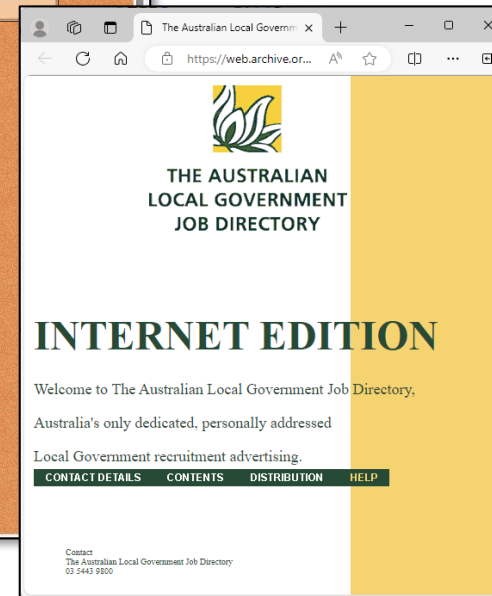 The Australian Local Governm
https://web.archive.or...
THE AUSTRALIAN
LOCAL GOVERNMENT
JOB DIRECTORY
INTERNET EDITION
Welcome to The Australian Local Government Job Directory,
Australia's only dedicated, personally addressed
Local Government recruitment advertising.
CONTACT DETAILS CONTENTS DISTRIBUTION HELP
Contact
The Australian Local Government Job Directory
03 5443 9800